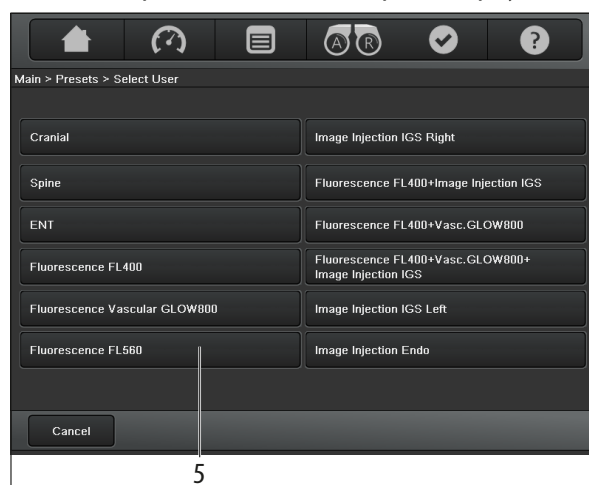 A R ?
Main > Presets > Select User
Cranial
Spine
ENT
Fluorescence FL400
Fluorescence Vascular GLOW800
Fluorescence FL560
Image Injection IGS Right
Fluorescence FL400+Image Injection IGS
Fluorescence FL400+Vasc.GLOW800
Fluorescence FL400+Vasc.GLOW800+
Image Injection IGS
Image Injection IGS Left
Image Injection Endo
Cancel
5